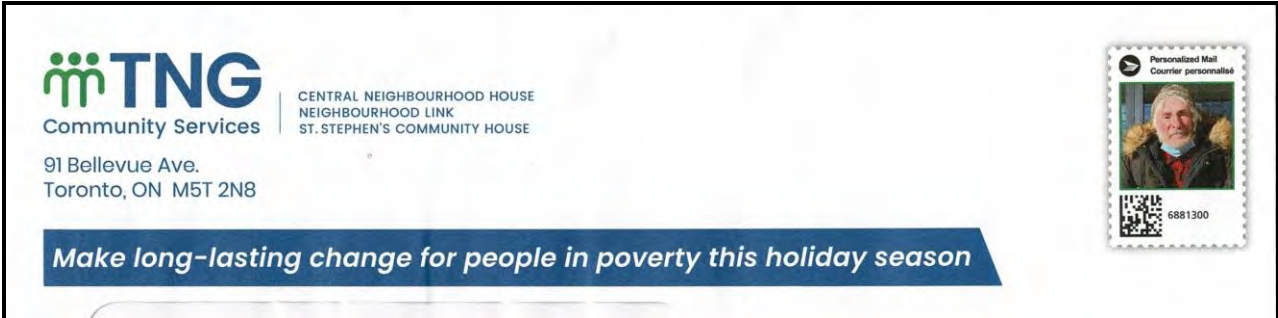 TNG
Community Services
CENTRAL NEIGHBOURHOOD HOUSE
NEIGHBOURHOOD LINK
ST. STEPHEN'S COMMUNITY HOUSE
91 Bellevue Ave.
Toronto, ON M5T 2N8
Personalized Mail
Courrier personnalisé
6881300
Make long-lasting change for people in poverty this holiday season